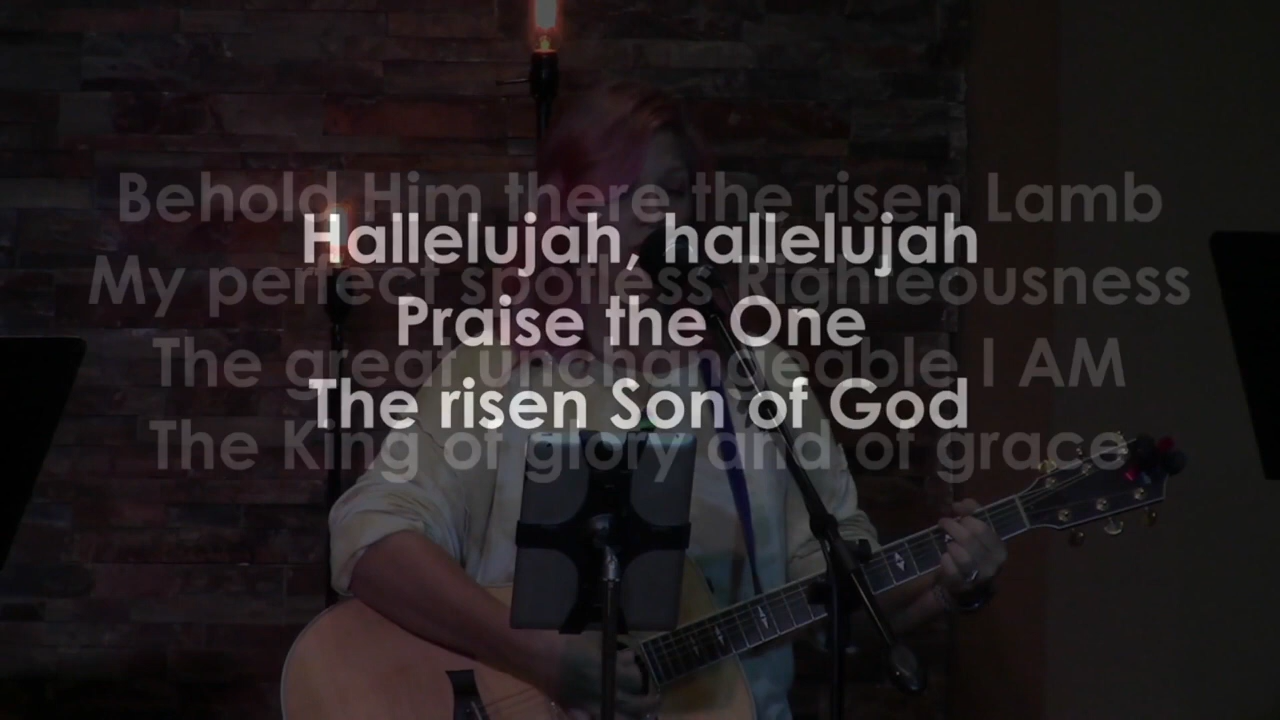 Behold Him there the risen Lamb
Hallelujah, hallelujah
My perfect spotless Righteousness
Praise the One
The great unchangeable I AM
The risen Son of God
The King of glory and of grace